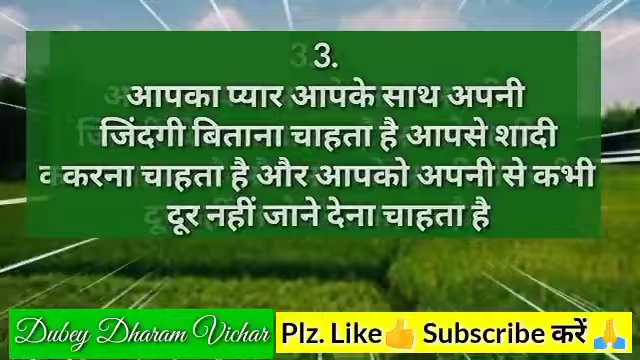 3.
आपका प्यार आपके साथ अपनी
जिंदगी बिताना चाहता है आपसे शादी
करना चाहता है और आपको अपनी से कभी
दूर नहीं जाने देना चाहता है
Dubey Dharam Vichar Plz. Like👍 Subscribe करें 🙏